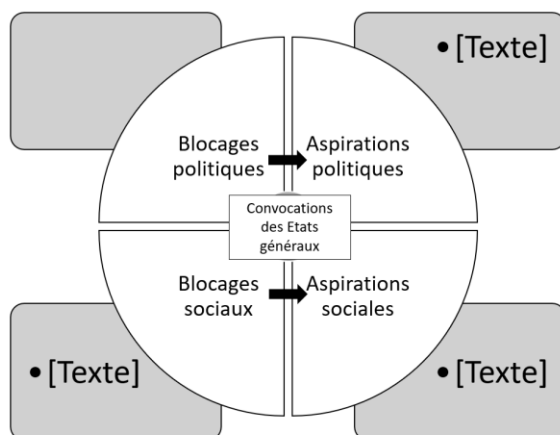 • [Texte]
Blocages
politiques
Aspirations
politiques
Convocations
des Etats
généraux
Blocages
sociaux
Aspirations
sociales
• [Texte]
• [Texte]